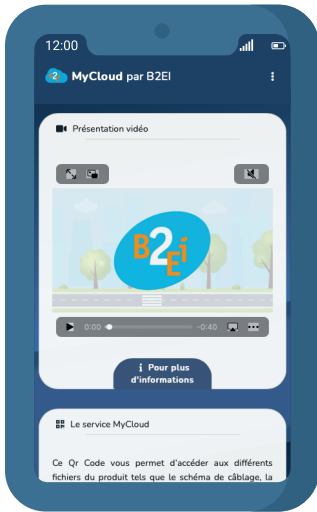 12:00
2 MyCloud par B2EI
Présentation vidéo
B2Ei
0:00 -0:40
i Pour plus
d'informations
Le service MyCloud
Ce Qr Code vous permet d'accéder aux différents
fichiers du produit tels que le schéma de câblage, la